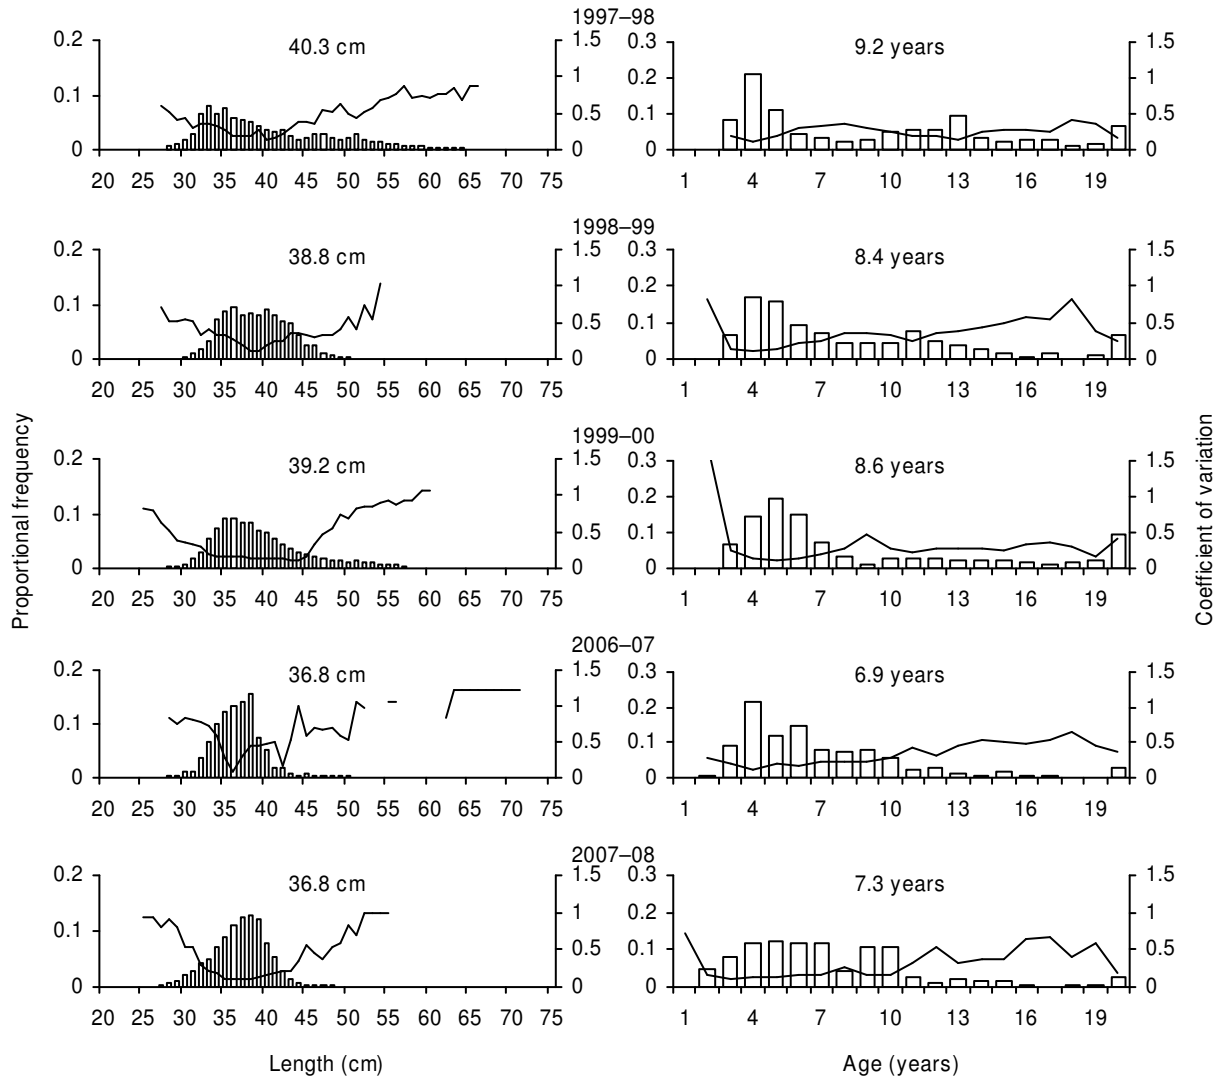 1997–98
0.2 40.3 cm 1.5 0.3 9.2 years 1.5
1 0.2 1
0.1 0.5 0.1 0.5
0 0 0 0
20 25 30 35 40 45 50 55 60 65 70 75 1 4 7 10 13 16 19
1998–99
0.2 38.8 cm 1.5 0.3 8.4 years 1.5
1 0.2 1
0.1 0.5 0.1 0.5
0 0 0 0
20 25 30 35 40 45 50 55 60 65 70 75 1 4 7 10 13 16 19
Proportional frequency
Coefficient of variation
1999–00
0.2 39.2 cm 1.5 0.3 8.6 years 1.5
1 0.2 1
0.1 0.5 0.1 0.5
0 0 0 0
20 25 30 35 40 45 50 55 60 65 70 75 1 4 7 10 13 16 19
2006–07
0.2 36.8 cm 1.5 0.3 6.9 years 1.5
1 0.2 1
0.1 0.5 0.1 0.5
0 0 0 0
20 25 30 35 40 45 50 55 60 65 70 75 1 4 7 10 13 16 19
2007–08
0.2 36.8 cm 1.5 0.3 7.3 years 1.5
1 0.2 1
0.1 0.5 0.1 0.5
0 0 0 0
20 25 30 35 40 45 50 55 60 65 70 75 1 4 7 10 13 16 19
Length (cm) Age (years)